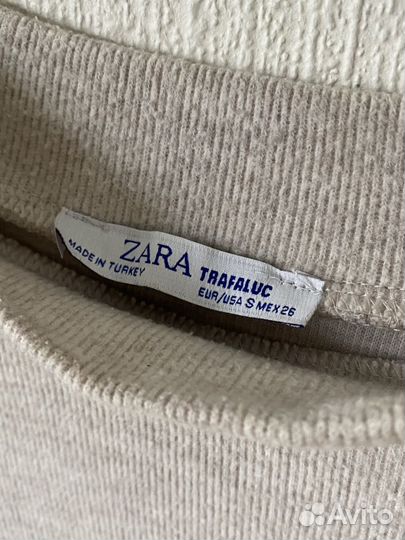 ZARA TRAFALUC
MADE IN TURKEY
EUR/USA S MEX 26
Avito